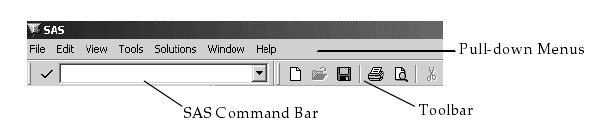 SAS
File Edit View Tools Solutions Window Help
Pull-down Menus
SAS Command Bar
Toolbar